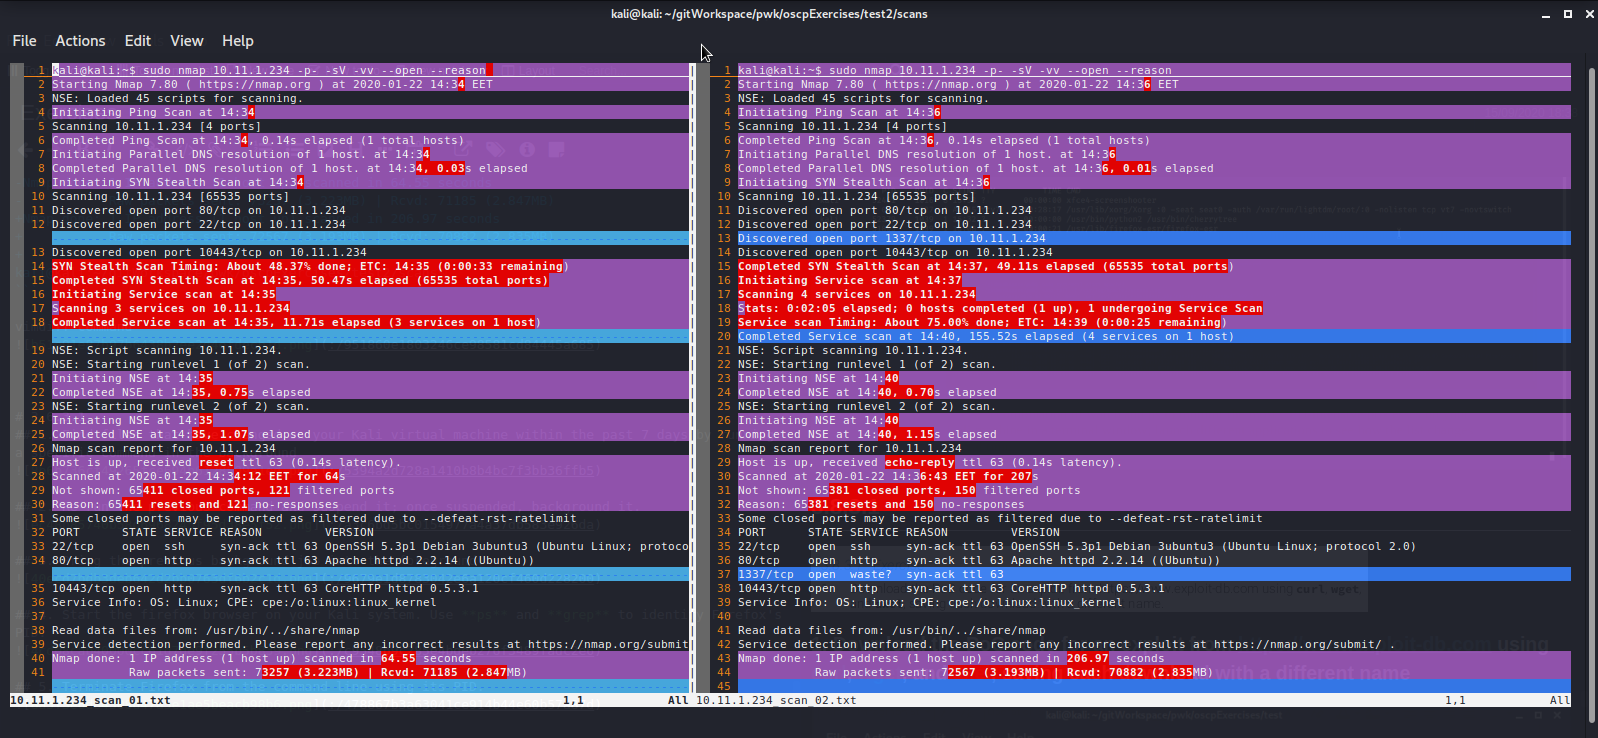 kali@kali: ~/gitWorkspace/pwk/oscpExercises/test2/scans
File Actions Edit View Help
1 kali@kali:~$ sudo nmap 10.11.1.234 -p- -sV -vv --open --reason
2 Starting Nmap 7.80 ( https://nmap.org ) at 2020-01-22 14:34 EET
3 NSE: Loaded 45 scripts for scanning.
4 Initiating Ping Scan at 14:34
5 Scanning 10.11.1.234 [4 ports]
6 Completed Ping Scan at 14:34, 0.14s elapsed (1 total hosts)
7 Initiating Parallel DNS resolution of 1 host. at 14:34
8 Completed Parallel DNS resolution of 1 host. at 14:34, 0.03s elapsed
9 Initiating SYN Stealth Scan at 14:34
10 Scanning 10.11.1.234 [65535 ports]
11 Discovered open port 80/tcp on 10.11.1.234
12 Discovered open port 22/tcp on 10.11.1.234
13 Discovered open port 10443/tcp on 10.11.1.234
14 SYN Stealth Scan Timing: About 48.37% done; ETC: 14:35 (0:00:33 remaining)
15 Completed SYN Stealth Scan at 14:35, 50.47s elapsed (65535 total ports)
16 Initiating Service scan at 14:35
17 Scanning 3 services on 10.11.1.234
18 Completed Service scan at 14:35, 11.71s elapsed (3 services on 1 host)
19 NSE: Script scanning 10.11.1.234.
20 NSE: Starting runlevel 1 (of 2) scan.
21 Initiating NSE at 14:35
22 Completed NSE at 14:35, 0.75s elapsed
23 NSE: Starting runlevel 2 (of 2) scan.
24 Initiating NSE at 14:35
25 Completed NSE at 14:35, 1.07s elapsed
26 Nmap scan report for 10.11.1.234
27 Host is up, received reset ttl 63 (0.14s latency).
28 Scanned at 2020-01-22 14:34:12 EET for 64s
29 Not shown: 65411 closed ports, 121 filtered ports
30 Reason: 65411 resets and 121 no-responses
31 Some closed ports may be reported as filtered due to --defeat-rst-ratelimit
32 PORT STATE SERVICE REASON VERSION
33 22/tcp open ssh syn-ack ttl 63 OpenSSH 5.3p1 Debian 3ubuntu3 (Ubuntu Linux; protoco
34 80/tcp open http syn-ack ttl 63 Apache httpd 2.2.14 ((Ubuntu))
35 10443/tcp open http syn-ack ttl 63 CoreHTTP httpd 0.5.3.1
36 Service Info: OS: Linux; CPE: cpe:/o:linux:linux_kernel
37
38 Read data files from: /usr/bin/../share/nmap
39 Service detection performed. Please report any incorrect results at https://nmap.org/submit
40 Nmap done: 1 IP address (1 host up) scanned in 64.55 seconds
41 Raw packets sent: 73257 (3.223MB) | Rcvd: 71185 (2.847MB)
10.11.1.234_scan_01.txt 1,1 All
1 kali@kali:~$ sudo nmap 10.11.1.234 -p- -sV -vv --open --reason
2 Starting Nmap 7.80 ( https://nmap.org ) at 2020-01-22 14:36 EET
3 NSE: Loaded 45 scripts for scanning.
4 Initiating Ping Scan at 14:36
5 Scanning 10.11.1.234 [4 ports]
6 Completed Ping Scan at 14:36, 0.14s elapsed (1 total hosts)
7 Initiating Parallel DNS resolution of 1 host. at 14:36
8 Completed Parallel DNS resolution of 1 host. at 14:36, 0.01s elapsed
9 Initiating SYN Stealth Scan at 14:36
10 Scanning 10.11.1.234 [65535 ports]
11 Discovered open port 80/tcp on 10.11.1.234
12 Discovered open port 22/tcp on 10.11.1.234
13 Discovered open port 1337/tcp on 10.11.1.234
14 Discovered open port 10443/tcp on 10.11.1.234
15 Completed SYN Stealth Scan at 14:37, 49.11s elapsed (65535 total ports)
16 Initiating Service scan at 14:37
17 Scanning 4 services on 10.11.1.234
18 Stats: 0:02:05 elapsed; 0 hosts completed (1 up), 1 undergoing Service Scan
19 Service scan Timing: About 75.00% done; ETC: 14:39 (0:00:25 remaining)
20 Completed Service scan at 14:40, 155.52s elapsed (4 services on 1 host)
21 NSE: Script scanning 10.11.1.234.
22 NSE: Starting runlevel 1 (of 2) scan.
23 Initiating NSE at 14:40
24 Completed NSE at 14:40, 0.70s elapsed
25 NSE: Starting runlevel 2 (of 2) scan.
26 Initiating NSE at 14:40
27 Completed NSE at 14:40, 1.15s elapsed
28 Nmap scan report for 10.11.1.234
29 Host is up, received echo-reply ttl 63 (0.14s latency).
30 Scanned at 2020-01-22 14:36:43 EET for 207s
31 Not shown: 65381 closed ports, 150 filtered ports
32 Reason: 65381 resets and 150 no-responses
33 Some closed ports may be reported as filtered due to --defeat-rst-ratelimit
34 PORT STATE SERVICE REASON VERSION
35 22/tcp open ssh syn-ack ttl 63 OpenSSH 5.3p1 Debian 3ubuntu3 (Ubuntu Linux; protocol 2.0)
36 80/tcp open http syn-ack ttl 63 Apache httpd 2.2.14 ((Ubuntu))
37 1337/tcp open waste? syn-ack ttl 63
38 10443/tcp open http syn-ack ttl 63 CoreHTTP httpd 0.5.3.1
39 Service Info: OS: Linux; CPE: cpe:/o:linux:linux_kernel
40
41 Read data files from: /usr/bin/../share/nmap
42 Service detection performed. Please report any incorrect results at https://nmap.org/submit/ .
43 Nmap done: 1 IP address (1 host up) scanned in 206.97 seconds
44 Raw packets sent: 72567 (3.193MB) | Rcvd: 70882 (2.835MB)
45
10.11.1.234_scan_02.txt 1,1 All